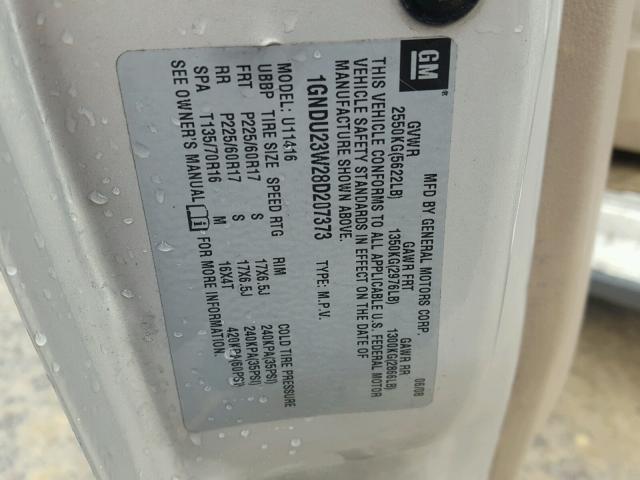 GM
®
MFD BY GENERAL MOTORS CORP. 06/08
GVWR GAWR FRT GAWR RR
2550KG(5622LB) 1350KG(2976LB) 1300KG(2866LB)
THIS VEHICLE CONFORMS TO ALL APPLICABLE U.S. FEDERAL MOTOR
VEHICLE SAFETY STANDARDS IN EFFECT ON THE DATE OF
MANUFACTURE SHOWN ABOVE.
1GNDU23W28D207373 TYPE: M.P.V.
MODEL: U11416
UBBP TIRE SIZE SPEED RTG RIM COLD TIRE PRESSURE
FRT P225/60R17 S 17X6.5J 240KPA(35PSI)
RR P225/60R17 S 17X6.5J 240KPA(35PSI)
SPA T135/70R16 M 16X4T 420KPA(60PSI)
SEE OWNER'S MANUAL FOR MORE INFORMATION.